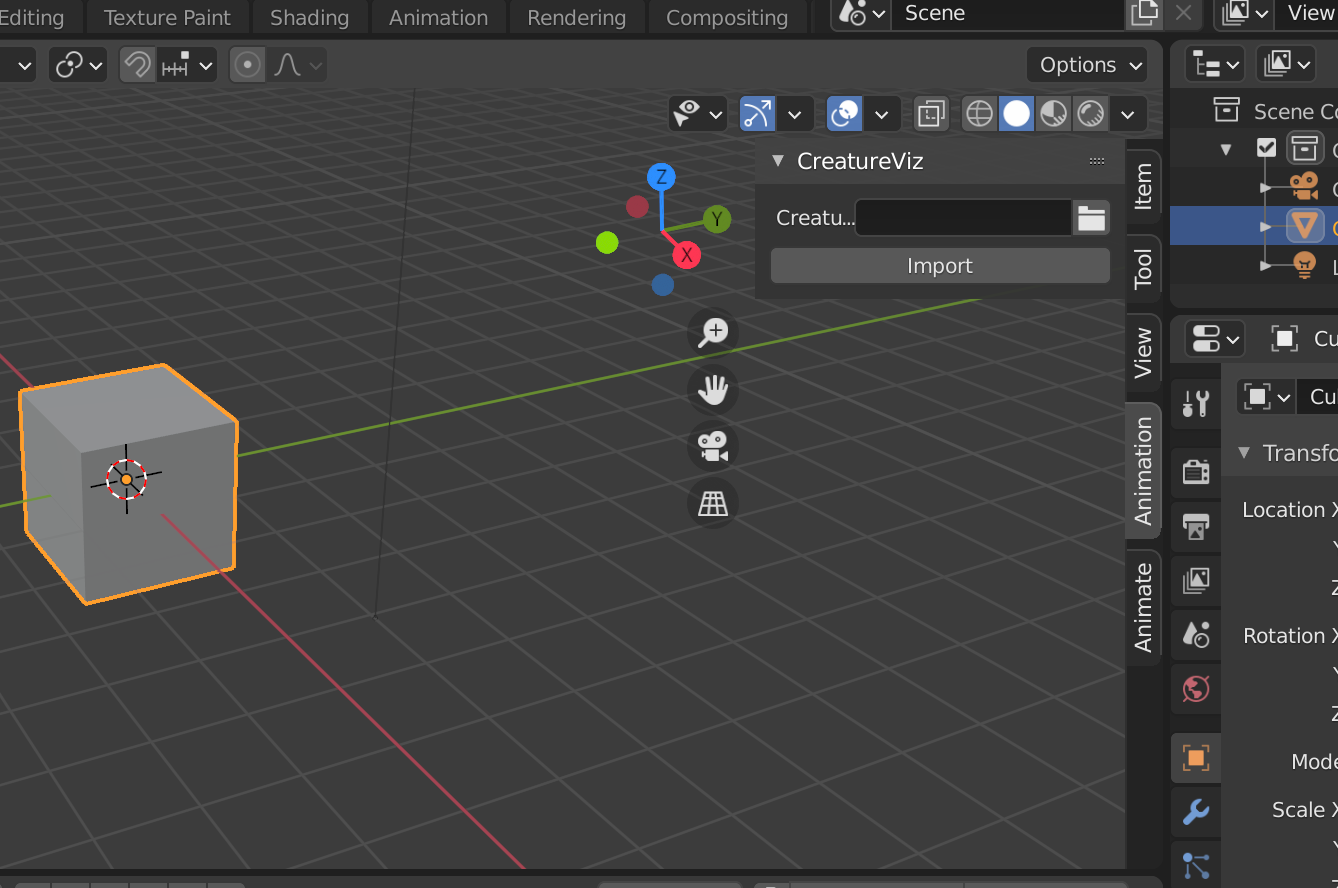 Editing Texture Paint Shading Animation Rendering Compositing Scene View
Options
Scene Co
CreatureViz
Creatu...
Import
Item
Tool
View
Animation
Animate
Z
Y
X
Cu
Cu
Transfo
Location X
Y
Z
Rotation X
Y
Z
Mode
Scale X